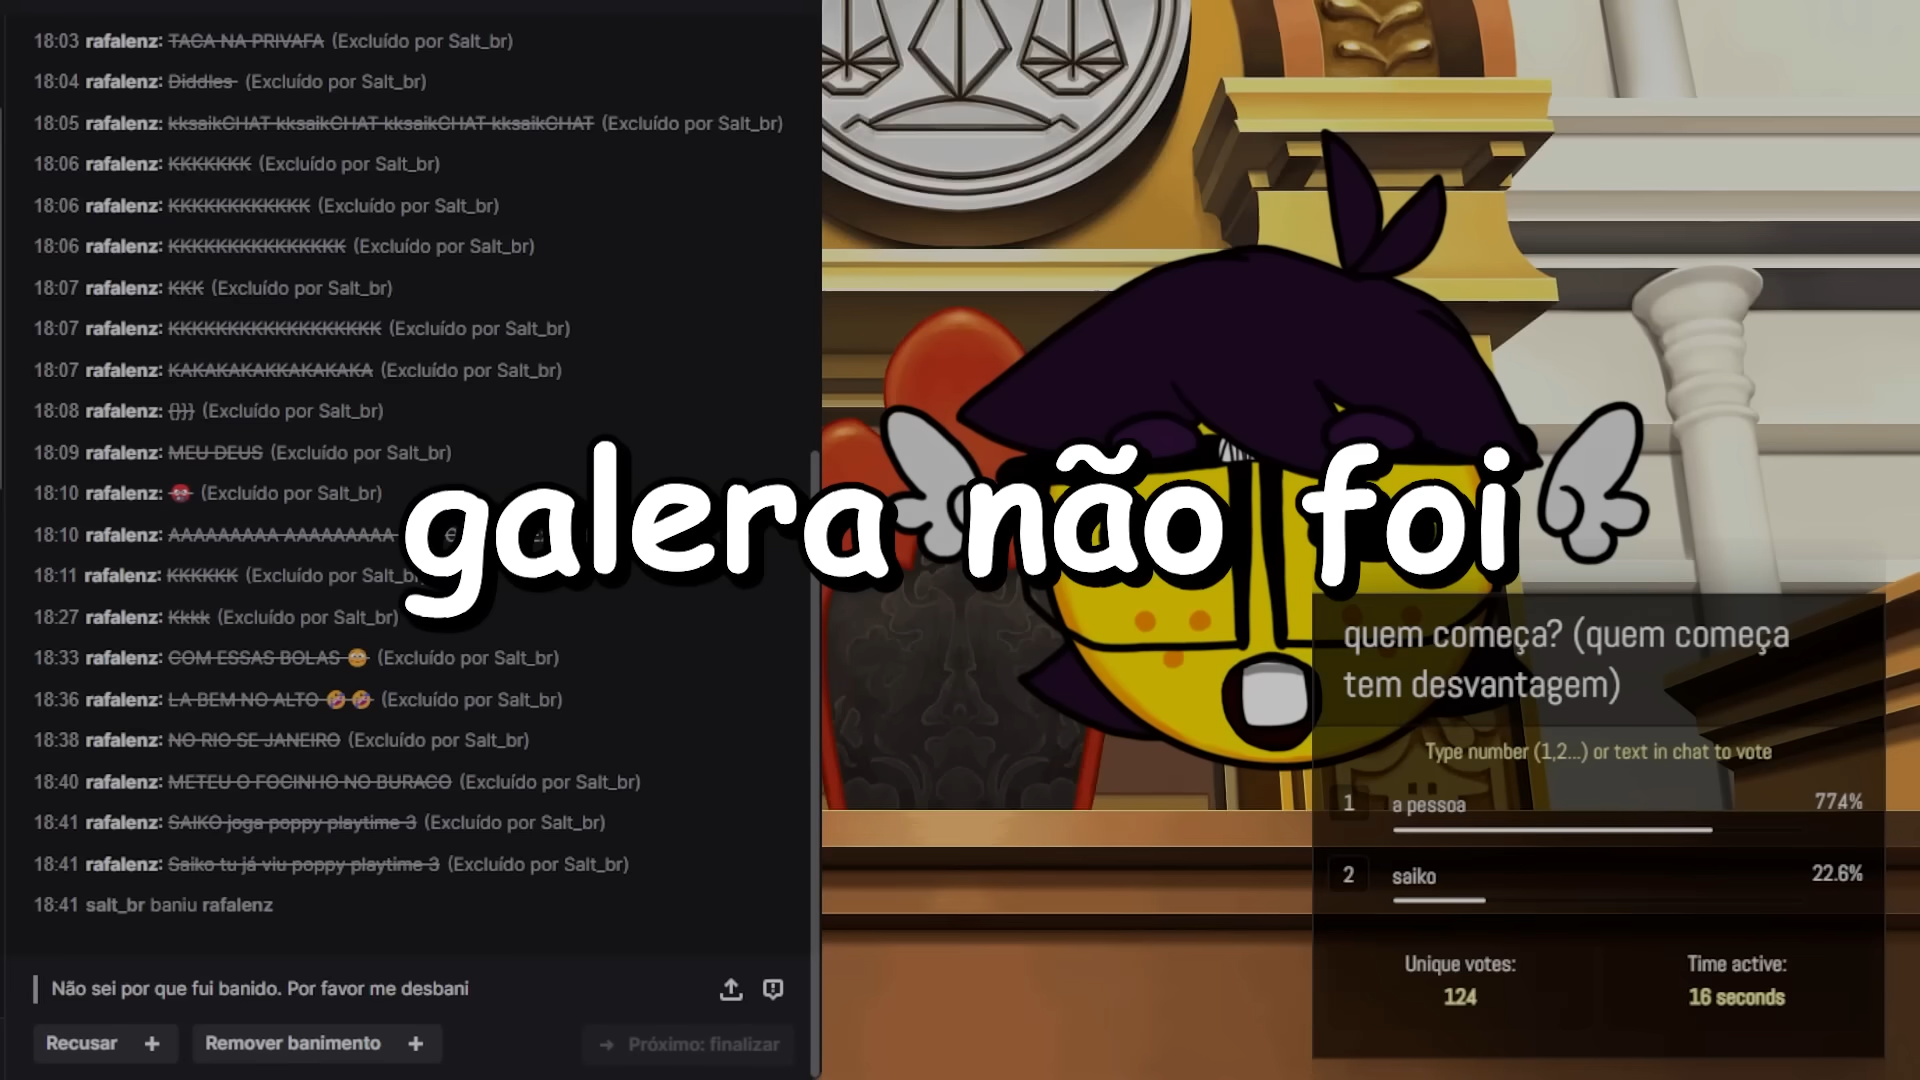 18:03 rafalenz: TACA NA PRIVAFA (Excluído por Salt_br)
18:04 rafalenz: Diddles (Excluído por Salt_br)
18:05 rafalenz: kksaikCHAT kksaikCHAT kksaikCHAT kksaikCHAT (Excluído por Salt_br)
18:06 rafalenz: KKKKKKK (Excluído por Salt_br)
18:06 rafalenz: KKKKKKKKKKKK (Excluído por Salt_br)
18:06 rafalenz: KKKKKKKKKKKKKKK (Excluído por Salt_br)
18:07 rafalenz: KKK (Excluído por Salt_br)
18:07 rafalenz: KKKKKKKKKKKKKKKKKK (Excluído por Salt_br)
18:07 rafalenz: KAKAKAKAKKAKAKAKA (Excluído por Salt_br)
18:08 rafalenz: {}}} (Excluído por Salt_br)
18:09 rafalenz: MEU DEUS (Excluído por Salt_br)
18:10 rafalenz: (Excluído por Salt_br)
18:10 rafalenz: AAAAAAAAA AAAAAAAAA
18:11 rafalenz: KKKKKK (Excluído por Salt_b
18:27 rafalenz: Kkkk (Excluído por Salt_br)
18:33 rafalenz: COM ESSAS BOLAS (Excluído por Salt_br)
18:36 rafalenz: LA BEM NO ALTO (Excluído por Salt_br)
18:38 rafalenz: NO RIO SE JANEIRO (Excluído por Salt_br)
18:40 rafalenz: METEU O FOCINHO NO BURACO (Excluído por Salt_br)
18:41 rafalenz: SAIKO joga poppy playtime 3 (Excluído por Salt_br)
18:41 rafalenz: Saiko tu já viu poppy playtime 3 (Excluído por Salt_br)
18:41 salt_br baniu rafalenz
Não sei por que fui banido. Por favor me desbani
Recusar +
Remover banimento +
→ Próximo: finalizar
galera não foi
quem começa? (quem começa
tem desvantagem)
Type number (1,2...) or text in chat to vote
1 a pessoa 77.4%
2 saiko 22.6%
Unique votes: Time active:
124 16 seconds